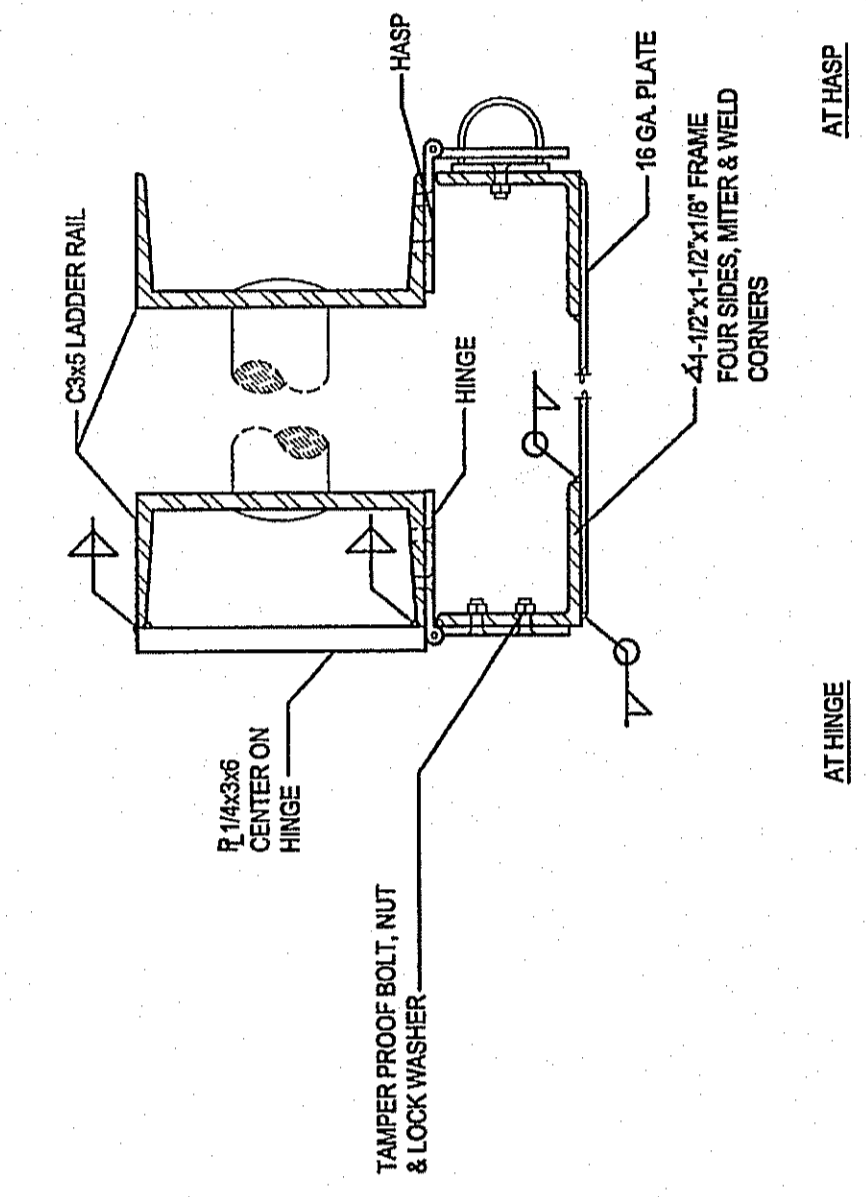 C3x5 LADDER RAIL
HASP
HINGE
℄ 1/4x3x6
CENTER ON
HINGE
TAMPER PROOF BOLT, NUT
& LOCK WASHER
16 GA. PLATE
∡1-1/2"x1-1/2"x1/8" FRAME
FOUR SIDES, MITER & WELD
CORNERS
AT HINGE
AT HASP